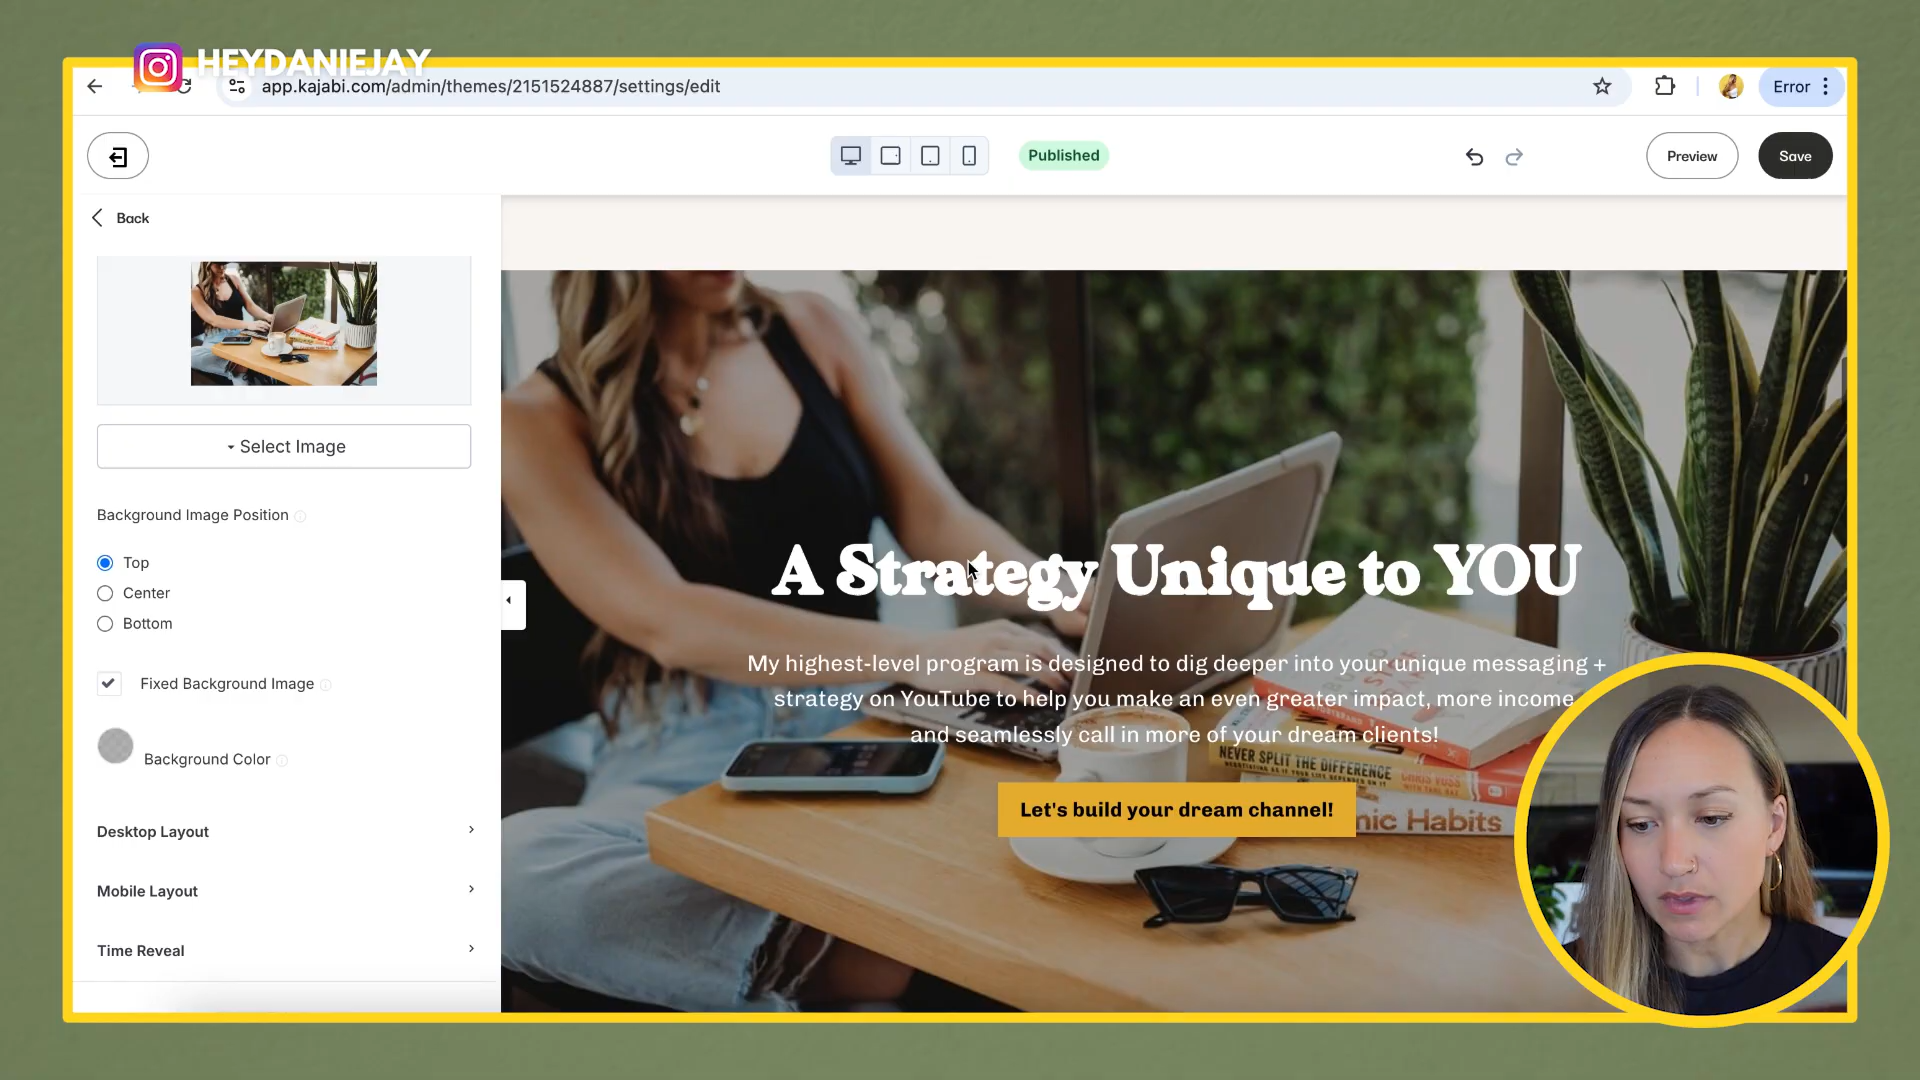 HEYDANIEJAY
app.kajabi.com/admin/themes/2151524887/settings/edit
Error
Published
Preview
Save
Back
Select Image
Background Image Position
Top
Center
Bottom
Fixed Background Image
Background Color
Desktop Layout
Mobile Layout
Time Reveal
A Strategy Unique to YOU
My highest-level program is designed to dig deeper into your unique messaging +
strategy on YouTube to help you make an even greater impact, more income
and seamlessly call in more of your dream clients!
NEVER SPLIT THE DIFFERENCE
CHRIS VOSS
Let's build your dream channel!
Habits